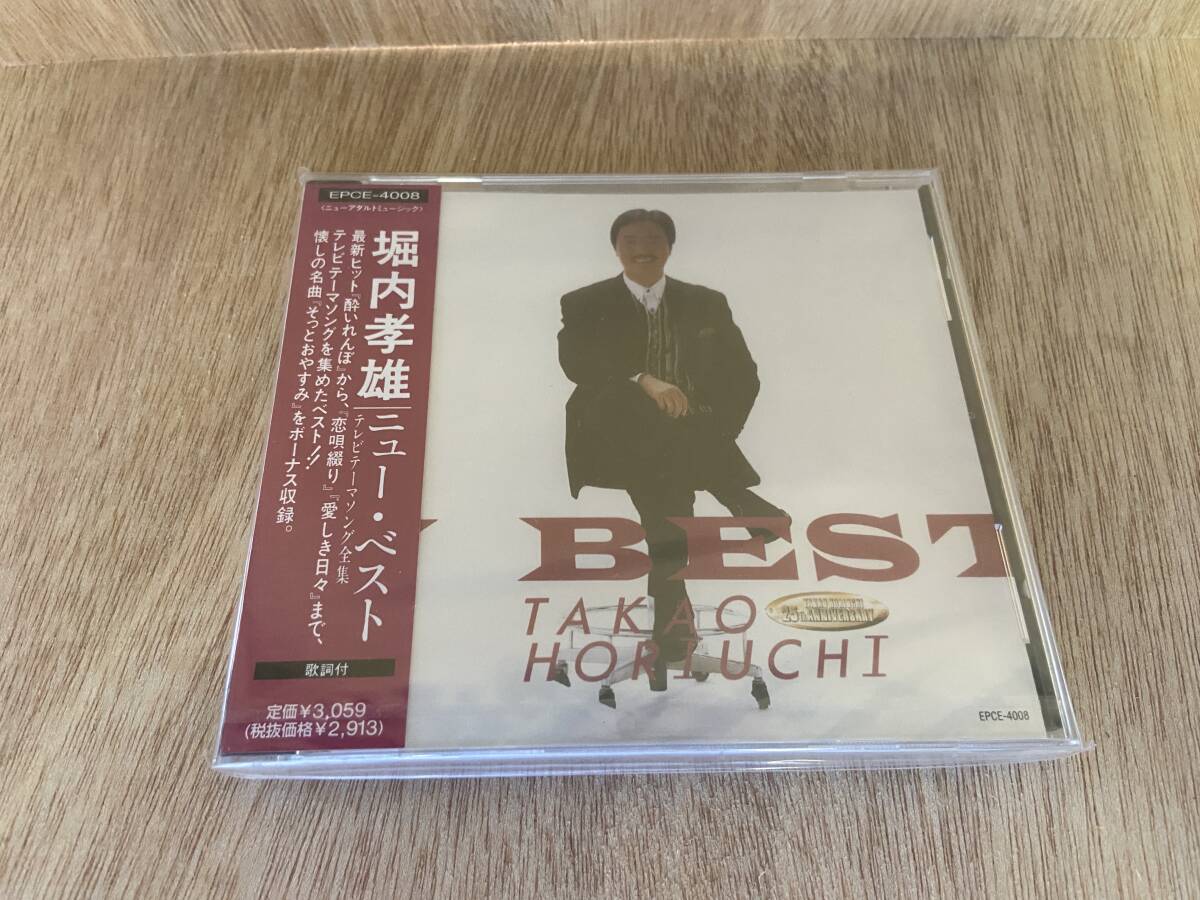 EPCE-4008
〈ニューアダルトミュージック〉
堀内孝雄
ニュー・ベスト
テレビテーマソング全集
最新ヒット『酔いれんぼ』から、『恋唄綴り』『愛しき日々』まで、
テレビテーマソングを集めたベスト!!
懐しの名曲『そっとおやすみ』をボーナス収録。
歌詞付
定価¥3,059
(税抜価格¥2,913)
BEST
TAKAO
HORIUCHI
25TH ANNIVERSARY
EPCE-4008